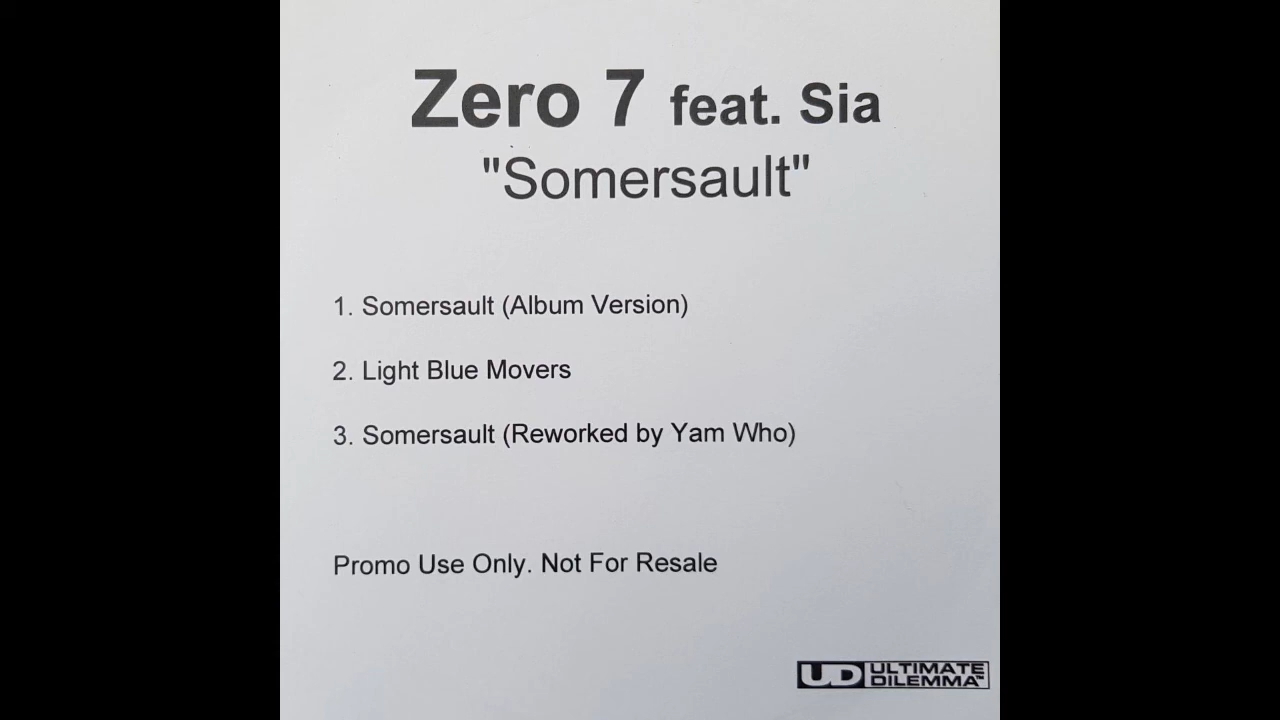 Zero 7 feat. Sia
"Somersault"
1. Somersault (Album Version)
2. Light Blue Movers
3. Somersault (Reworked by Yam Who)
Promo Use Only. Not For Resale
UD ULTIMATE
DILEMMA™